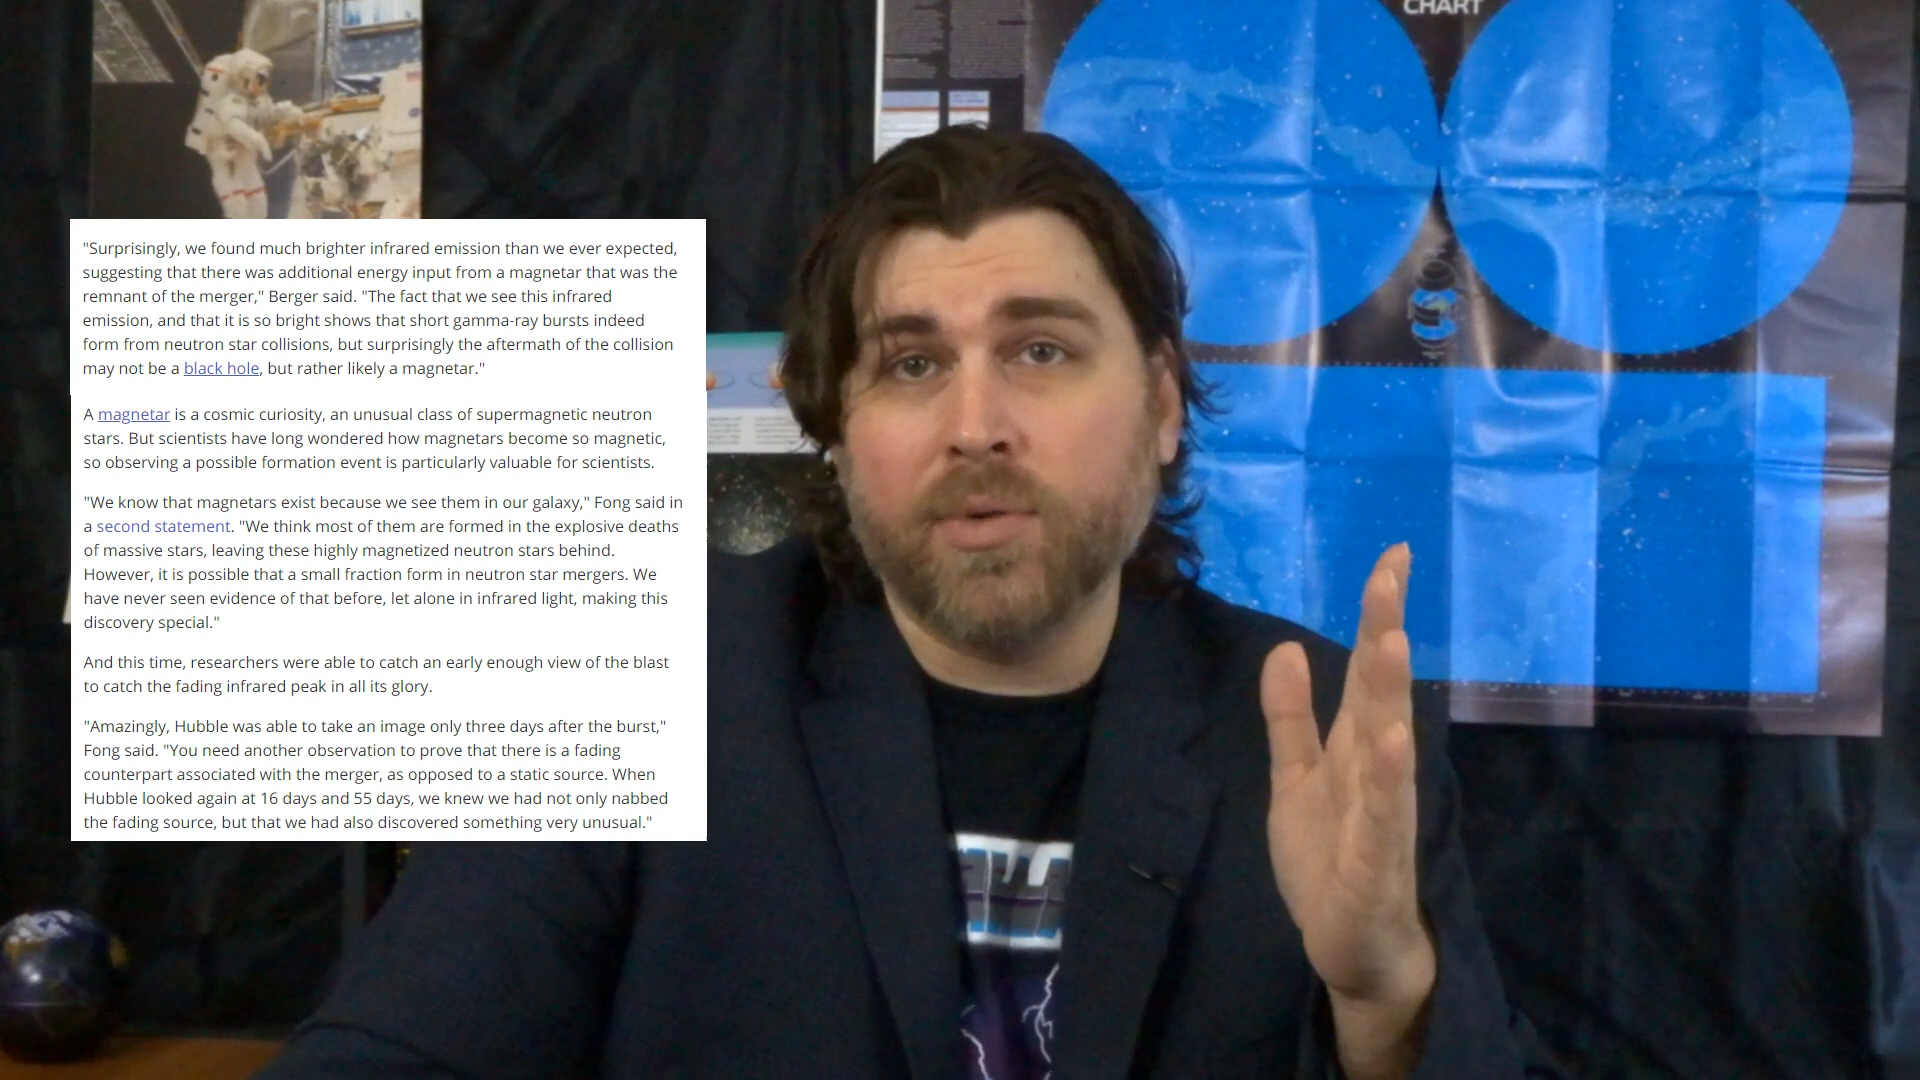 CHART
"Surprisingly, we found much brighter infrared emission than we ever expected,
suggesting that there was additional energy input from a magnetar that was the
remnant of the merger," Berger said. "The fact that we see this infrared
emission, and that it is so bright shows that short gamma-ray bursts indeed
form from neutron star collisions, but surprisingly the aftermath of the collision
may not be a black hole, but rather likely a magnetar."
A magnetar is a cosmic curiosity, an unusual class of supermagnetic neutron
stars. But scientists have long wondered how magnetars become so magnetic,
so observing a possible formation event is particularly valuable for scientists.
"We know that magnetars exist because we see them in our galaxy," Fong said in
a second statement. "We think most of them are formed in the explosive deaths
of massive stars, leaving these highly magnetized neutron stars behind.
However, it is possible that a small fraction form in neutron star mergers. We
have never seen evidence of that before, let alone in infrared light, making this
discovery special."
And this time, researchers were able to catch an early enough view of the blast
to catch the fading infrared peak in all its glory.
"Amazingly, Hubble was able to take an image only three days after the burst,"
Fong said. "You need another observation to prove that there is a fading
counterpart associated with the merger, as opposed to a static source. When
Hubble looked again at 16 days and 55 days, we knew we had not only nabbed
the fading source, but that we had also discovered something very unusual."